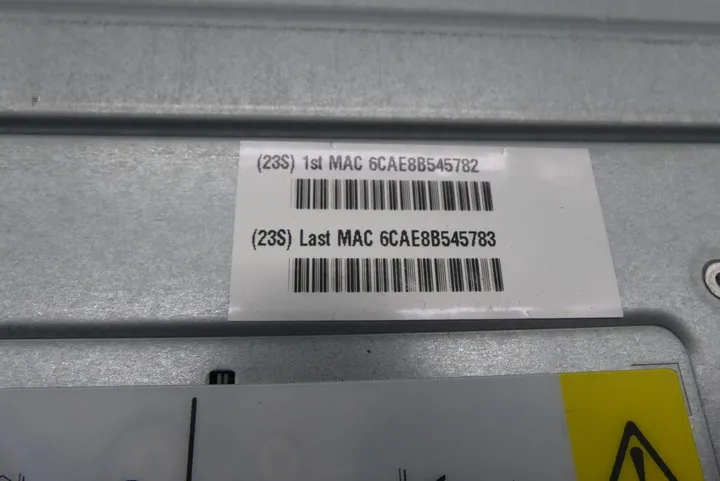 (23S) 1st MAC 6CAE8B545782
(23S) Last MAC 6CAE8B545783